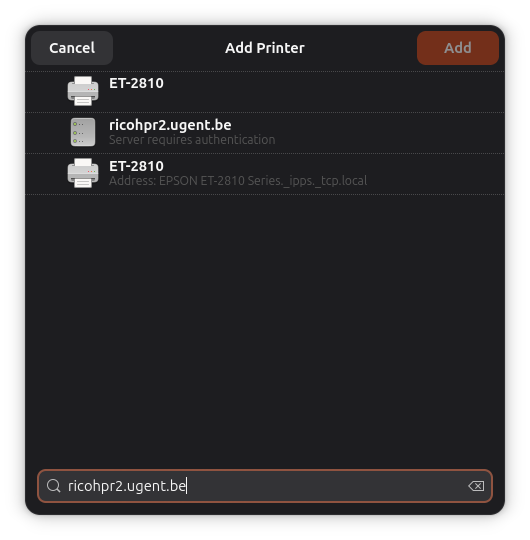 Cancel
Add Printer
Add
ET-2810
ricohpr2.ugent.be
Server requires authentication
ET-2810
Address: EPSON ET-2810 Series._ipps._tcp.local
ricohpr2.ugent.be